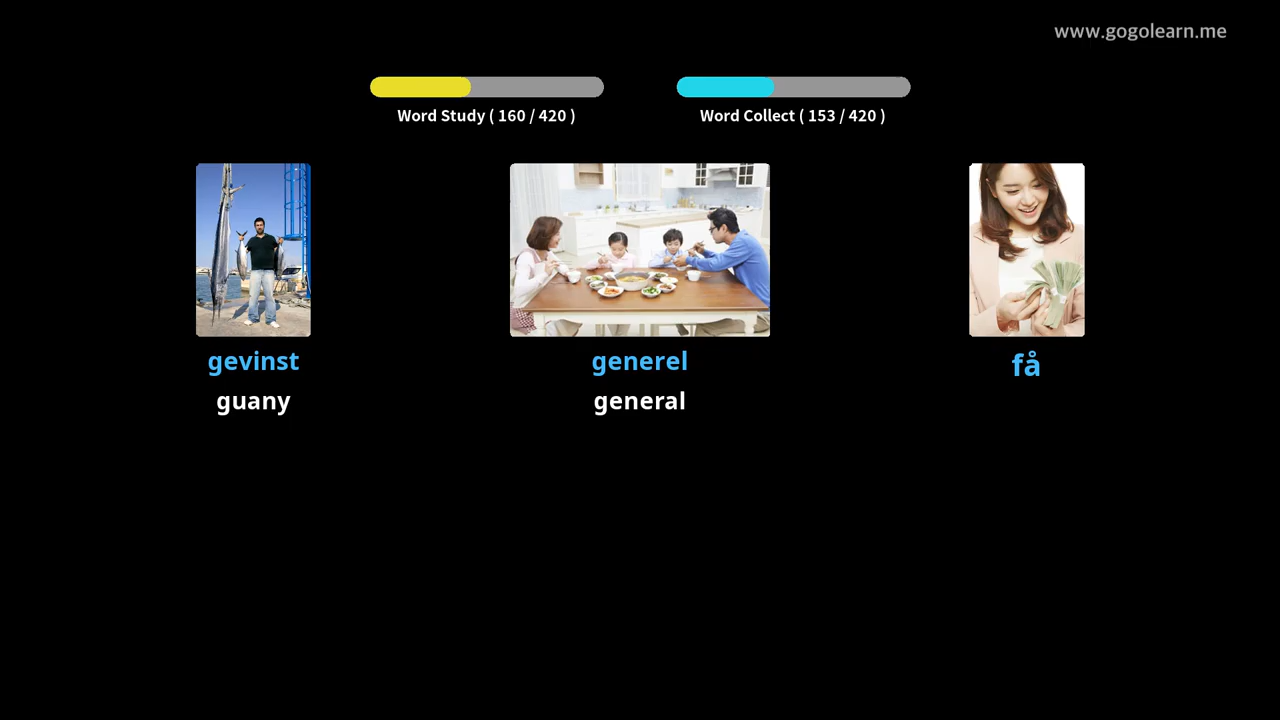 www.gogolearn.me
Word Study ( 160 / 420 )
Word Collect ( 153 / 420 )
gevinst
guany
generel
general
få